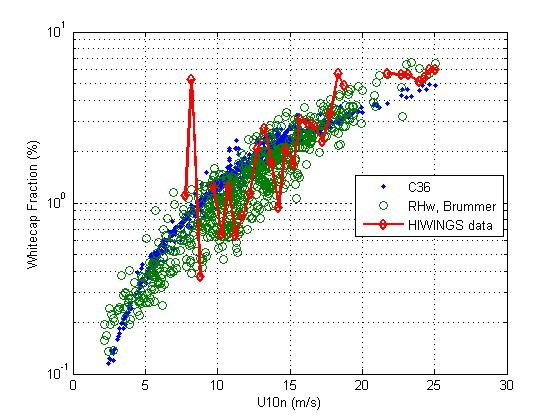 10^1
10^0
10^-1
Whitecap Fraction (%)
C36
RHw, Brummer
HIWINGS data
0 5 10 15 20 25 30
U10n (m/s)